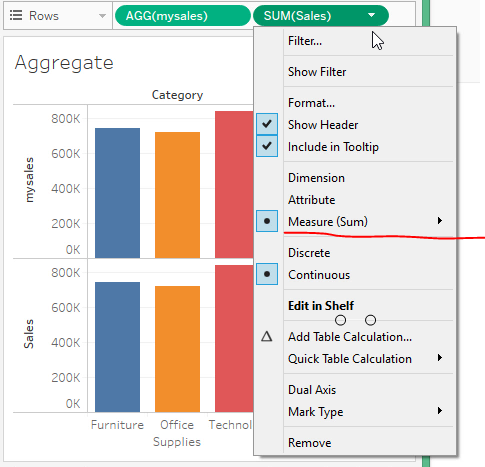 Rows
AGG(mysales)
SUM(Sales)
Aggregate
Category
800K
600K
400K
200K
0K
mysales
800K
600K
400K
200K
0K
Sales
Furniture
Office
Supplies
Technol
Filter...
Show Filter
Format...
Show Header
Include in Tooltip
Dimension
Attribute
Measure (Sum)
Discrete
Continuous
Edit in Shelf
Add Table Calculation...
Quick Table Calculation
Dual Axis
Mark Type
Remove